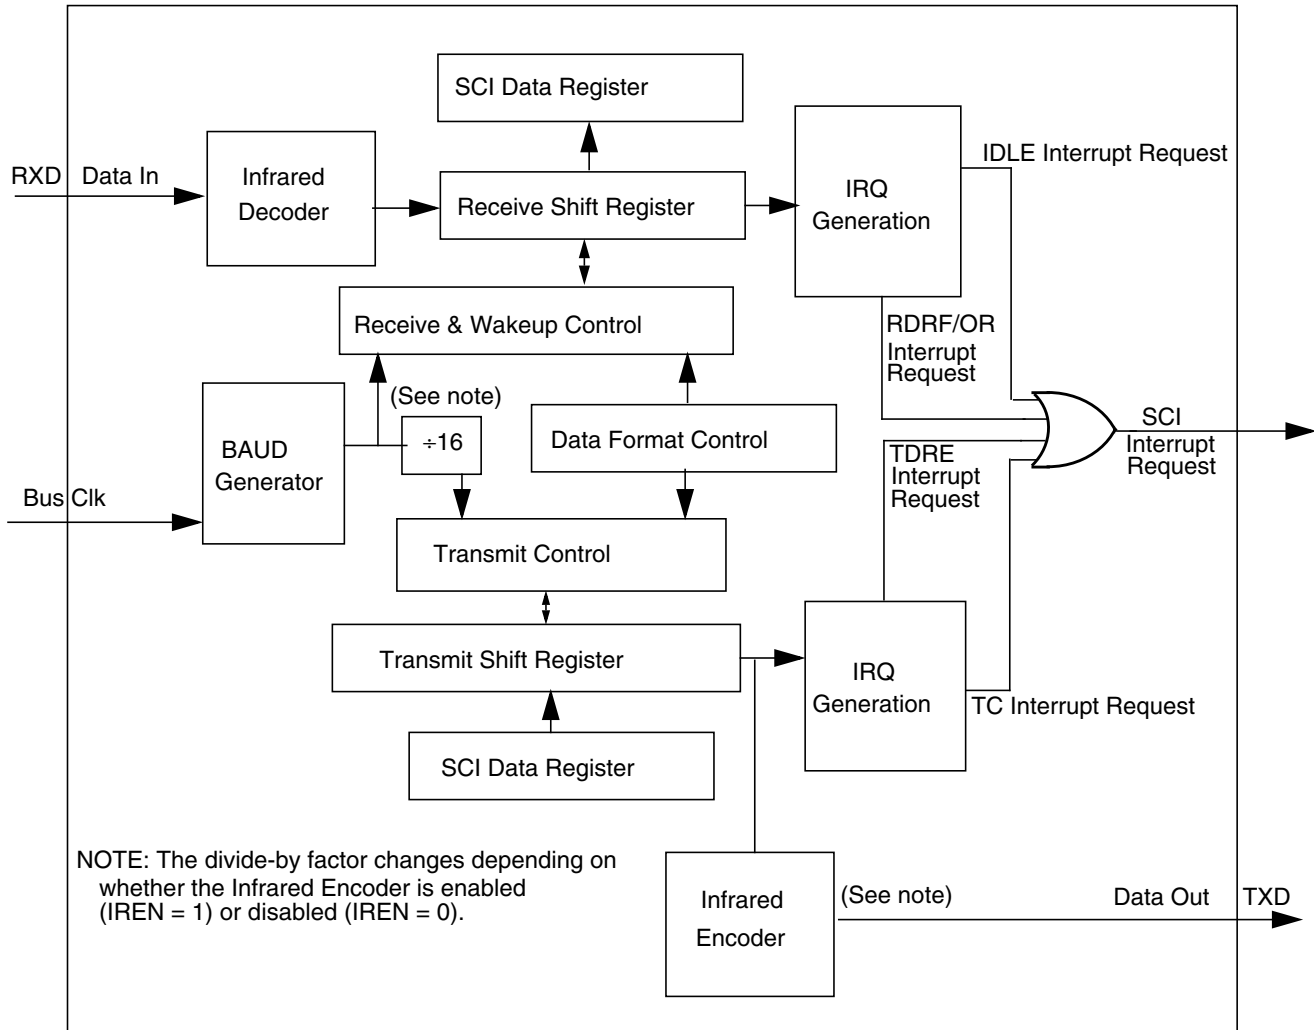 SCI Data Register
RXD
Data In
Infrared
Decoder
Receive Shift Register
IRQ
Generation
IDLE Interrupt Request
Receive & Wakeup Control
RDRF/OR
Interrupt
Request
(See note)
BAUD
Generator
÷16
Data Format Control
SCI
Interrupt
Request
TDRE
Interrupt
Request
Bus Clk
Transmit Control
Transmit Shift Register
IRQ
Generation
TC Interrupt Request
SCI Data Register
NOTE: The divide-by factor changes depending on
whether the Infrared Encoder is enabled
(IREN = 1) or disabled (IREN = 0).
Infrared
Encoder
(See note)
Data Out
TXD